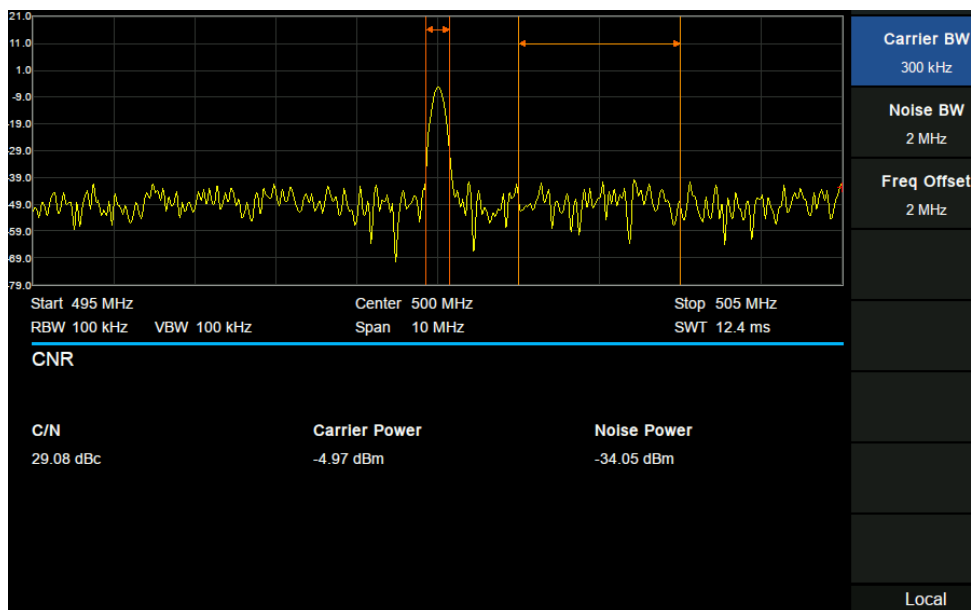 21.0
11.0
1.0
-9.0
-19.0
-29.0
-39.0
-49.0
-59.0
-69.0
-79.0
Start 495 MHz Center 500 MHz Stop 505 MHz
RBW 100 kHz VBW 100 kHz Span 10 MHz SWT 12.4 ms
CNR
C/N Carrier Power Noise Power
29.08 dBc -4.97 dBm -34.05 dBm
Carrier BW
300 kHz
Noise BW
2 MHz
Freq Offset
2 MHz
Local